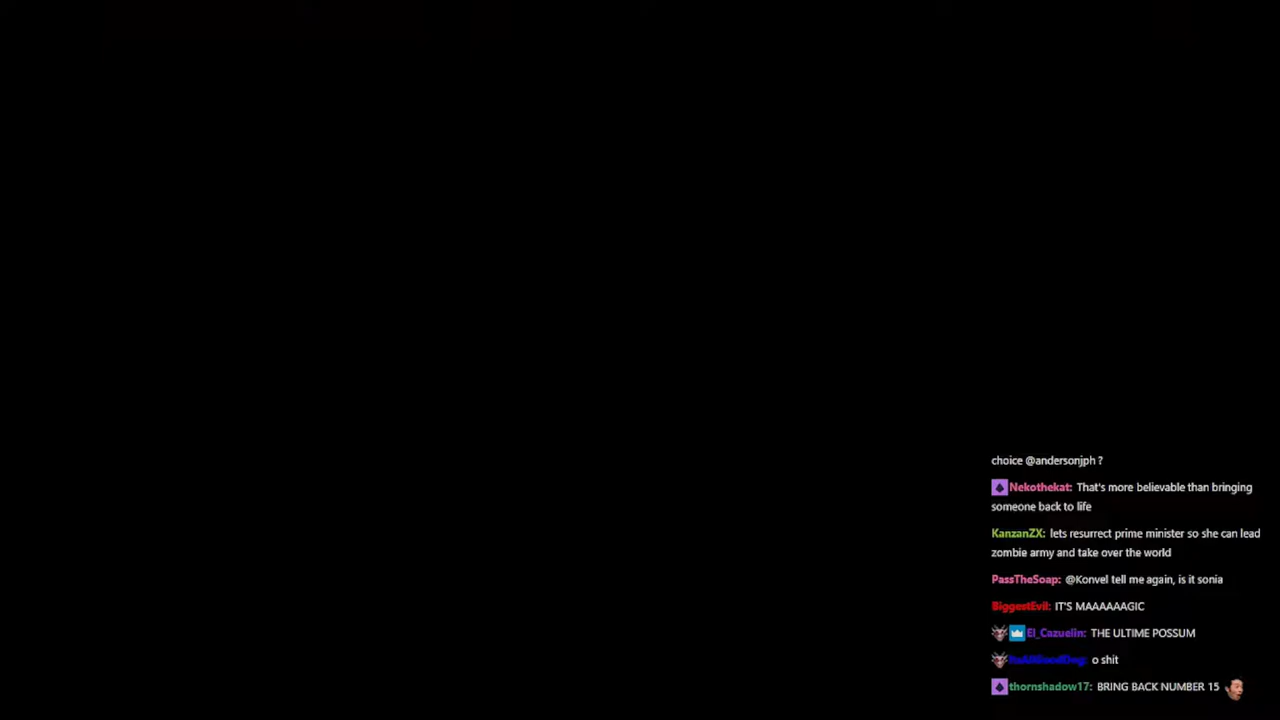 choice @andersonjph ?
Nekothekat: That's more believable than bringing
someone back to life
KanzanZX: lets resurrect prime minister so she can lead
zombie army and take over the world
PassTheSoap: @Konvel tell me again, is it sonia
BiggestEvil: IT'S MAAAAAAGIC
El_Cazuelin: THE ULTIME POSSUM
o shit
thornshadow17: BRING BACK NUMBER 15